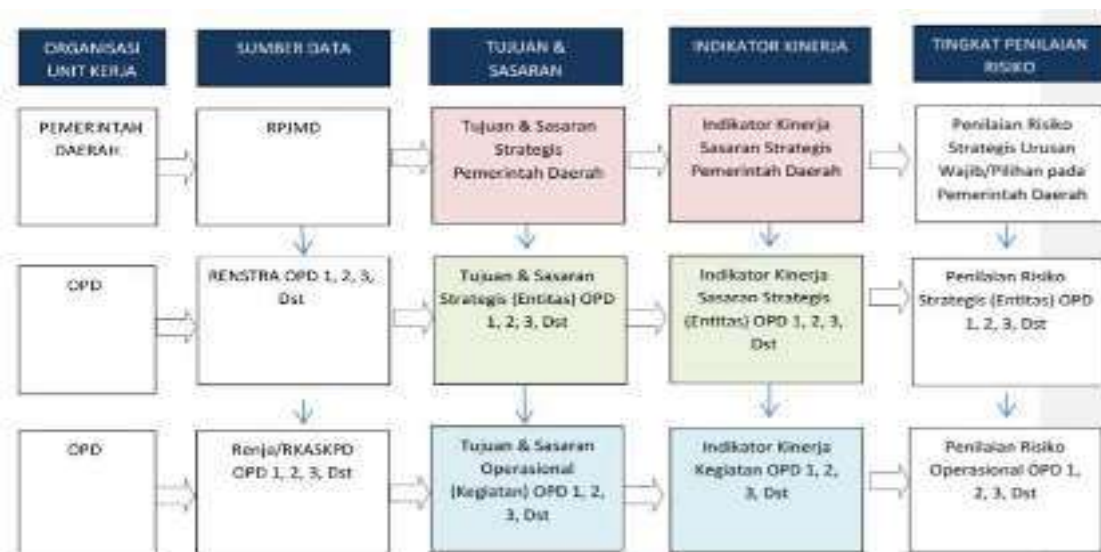 ORGANISASI
UNIT KERJA
SUMBER DATA
TUJUAN &
SASARAN
INDIKATOR KINERJA
TINGKAT PENILAIAN
RISIKO
PEMERINTAH
DAERAH
RPJMD
Tujuan & Sasaran
Strategis
Pemerintah Daerah
Indikator Kinerja
Sasaran Strategis
Pemerintah Daerah
Penilaian Risiko
Strategis Urusan
Wajib/Pilihan pada
Pemerintah Daerah
OPD
RENSTRA OPD 1, 2, 3,
Dst
Tujuan & Sasaran
Strategis (Entitas) OPD
1, 2, 3, Dst
Indikator Kinerja
Sasaran Strategis
(Entitas) OPD 1, 2, 3,
Dst
Penilaian Risiko
Strategis (Entitas) OPD
1, 2, 3, Dst
OPD
Renja/RKASKPD
OPD 1, 2, 3, Dst
Tujuan & Sasaran
Operasional
(Kegiatan) OPD 1, 2,
3, Dst
Indikator Kinerja
Kegiatan OPD 1, 2,
3, Dst
Penilaian Risiko
Operasional OPD 1,
2, 3, Dst